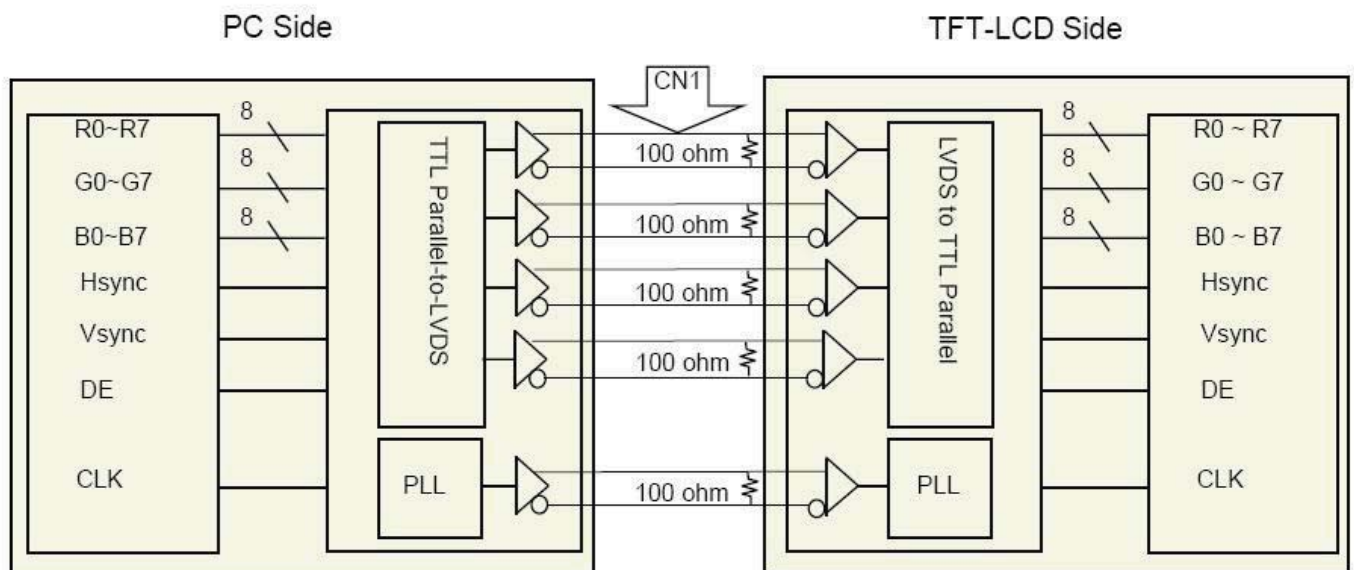 PC Side
TFT-LCD Side
CN1
R0~R7
8
G0~G7
8
B0~B7
8
Hsync
Vsync
DE
CLK
TTL Parallel-to-LVDS
PLL
100 ohm
100 ohm
100 ohm
100 ohm
100 ohm
LVDS to TTL Parallel
PLL
8
R0 ~ R7
8
G0 ~ G7
8
B0 ~ B7
Hsync
Vsync
DE
CLK